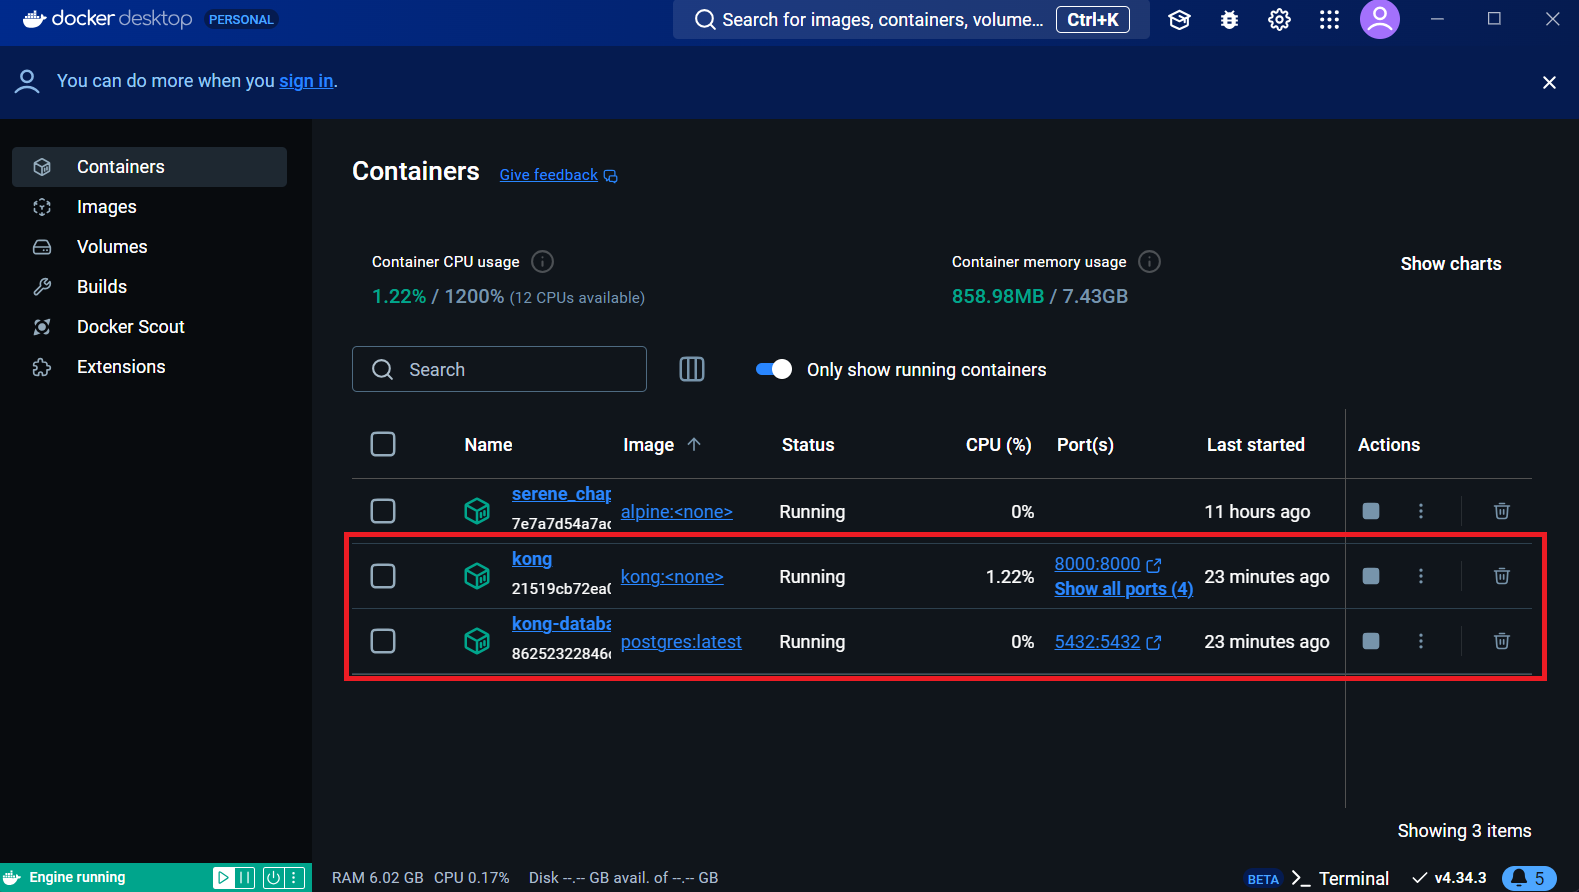 docker desktop PERSONAL
Search for images, containers, volume... Ctrl+K
You can do more when you sign in.
Containers
Images
Volumes
Builds
Docker Scout
Extensions
Containers Give feedback
Container CPU usage
1.22% / 1200% (12 CPUs available)
Container memory usage
858.98MB / 7.43GB
Show charts
Search
Only show running containers
Name Image Status CPU (%) Port(s) Last started Actions
serene_chap
7e7a7d54a7ac
alpine:<none> Running 0% 11 hours ago
kong
21519cb72ea0
kong:<none> Running 1.22% 8000:8000
Show all ports (4)
23 minutes ago
kong-databa
86252322846
postgres:latest Running 0% 5432:5432 23 minutes ago
Showing 3 items
Engine running
RAM 6.02 GB CPU 0.17% Disk --.-- GB avail. of --.-- GB
BETA Terminal v4.34.3 5